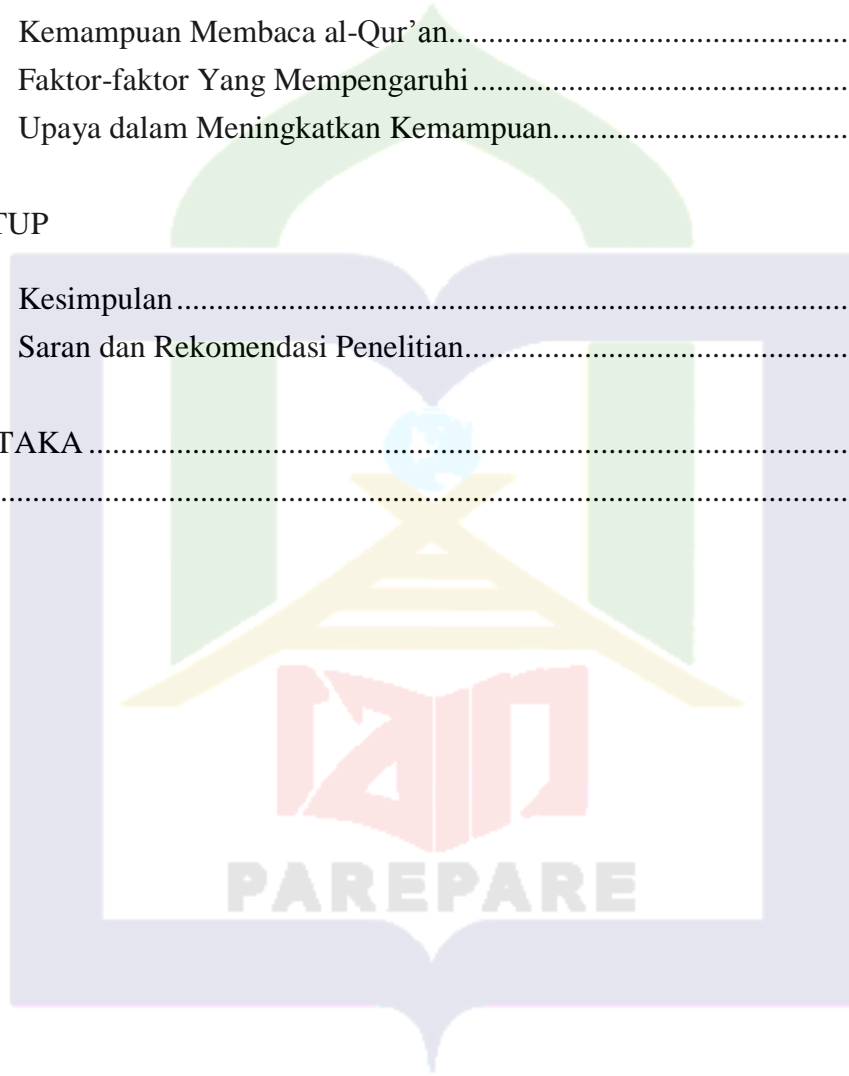 Kemampuan Membaca al-Qur’an........................................................
Faktor-faktor Yang Mempengaruhi.....................................................
Upaya dalam Meningkatkan Kemampuan..........................................
TUP
Kesimpulan..........................................................................................
Saran dan Rekomendasi Penelitian......................................................
TAKA.....................................................................................................
................................................................................................................
iain
PAREPARE